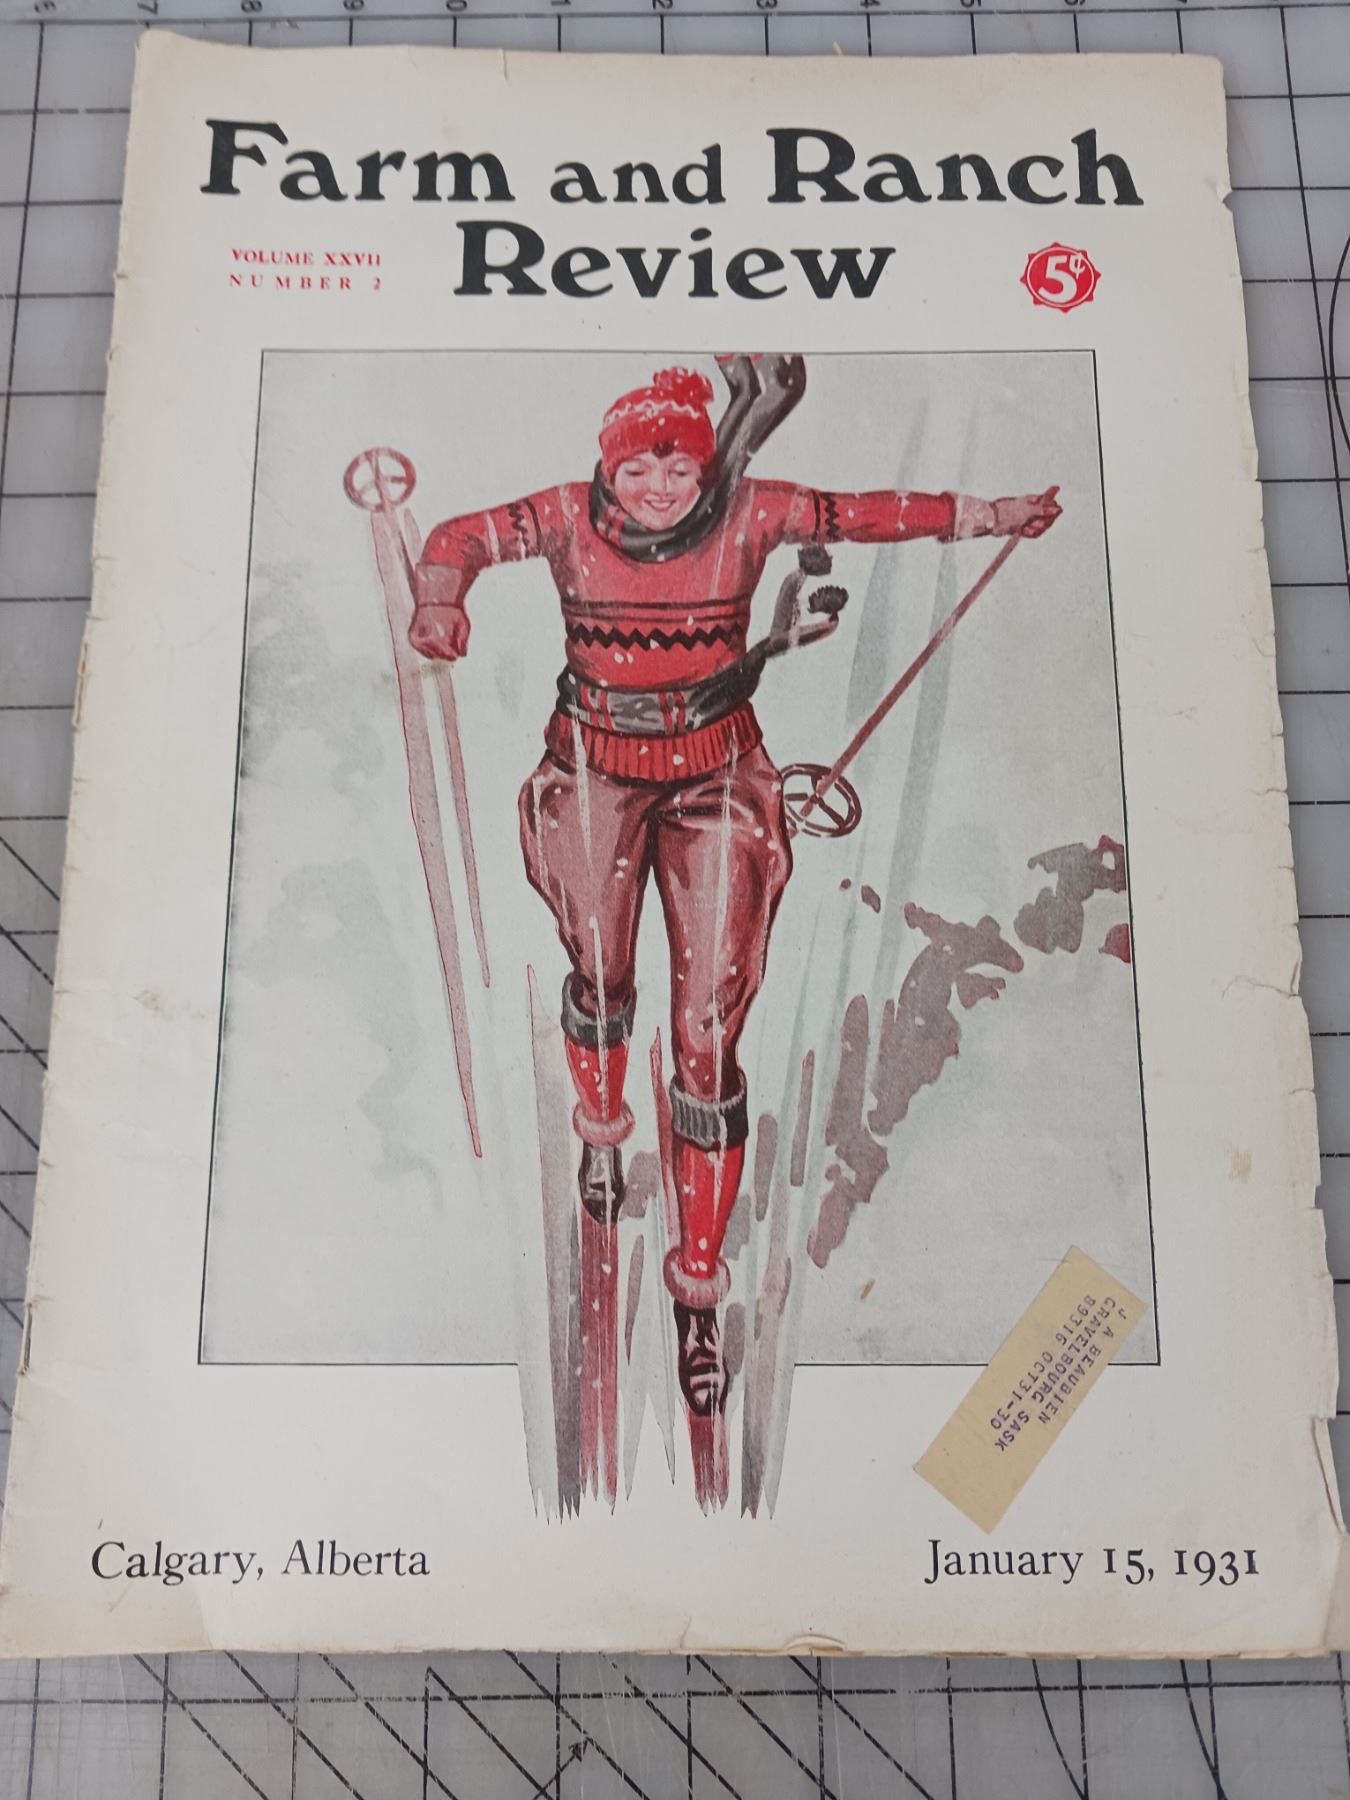 Farm and Ranch
Review
VOLUME XXVII
NUMBER 2
5¢
J A BEAUBIEN
GRAVELBOURG SASK
89316 OCT31-30
Calgary, Alberta
January 15, 1931